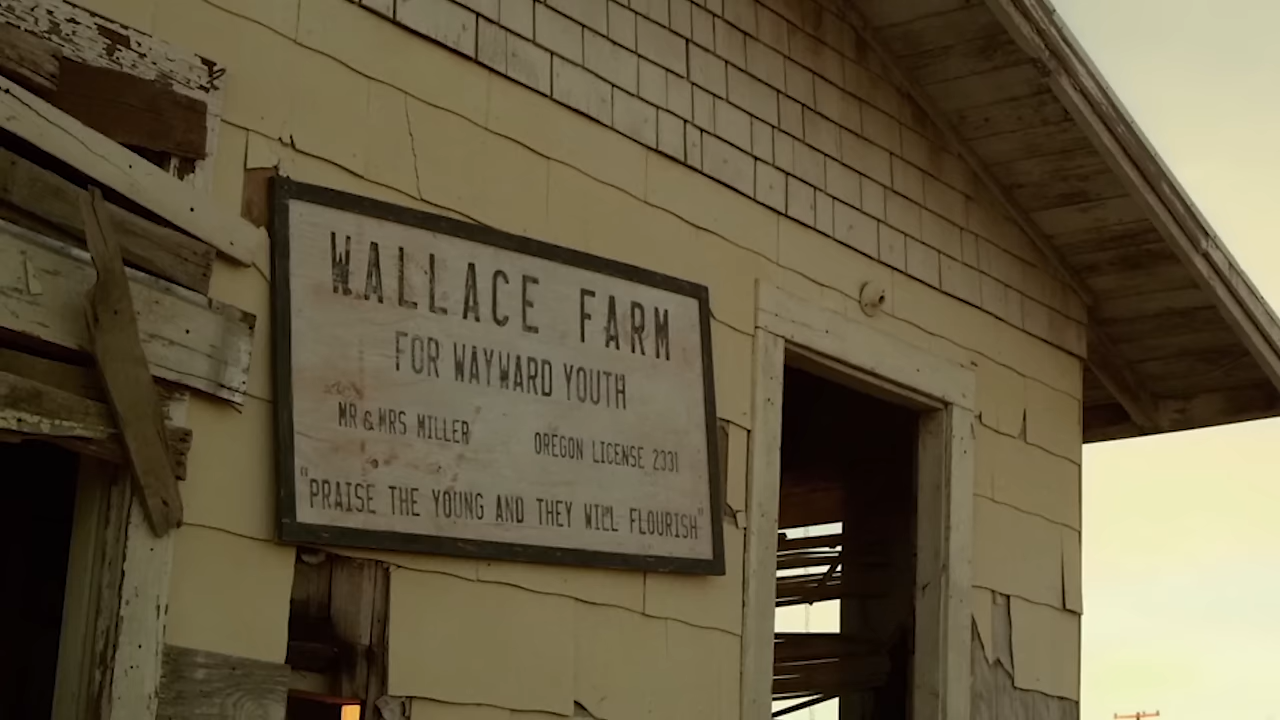 WALLACE FARM
FOR WAYWARD YOUTH
MR & MRS MILLER OREGON LICENSE 2331
"PRAISE THE YOUNG AND THEY WILL FLOURISH"